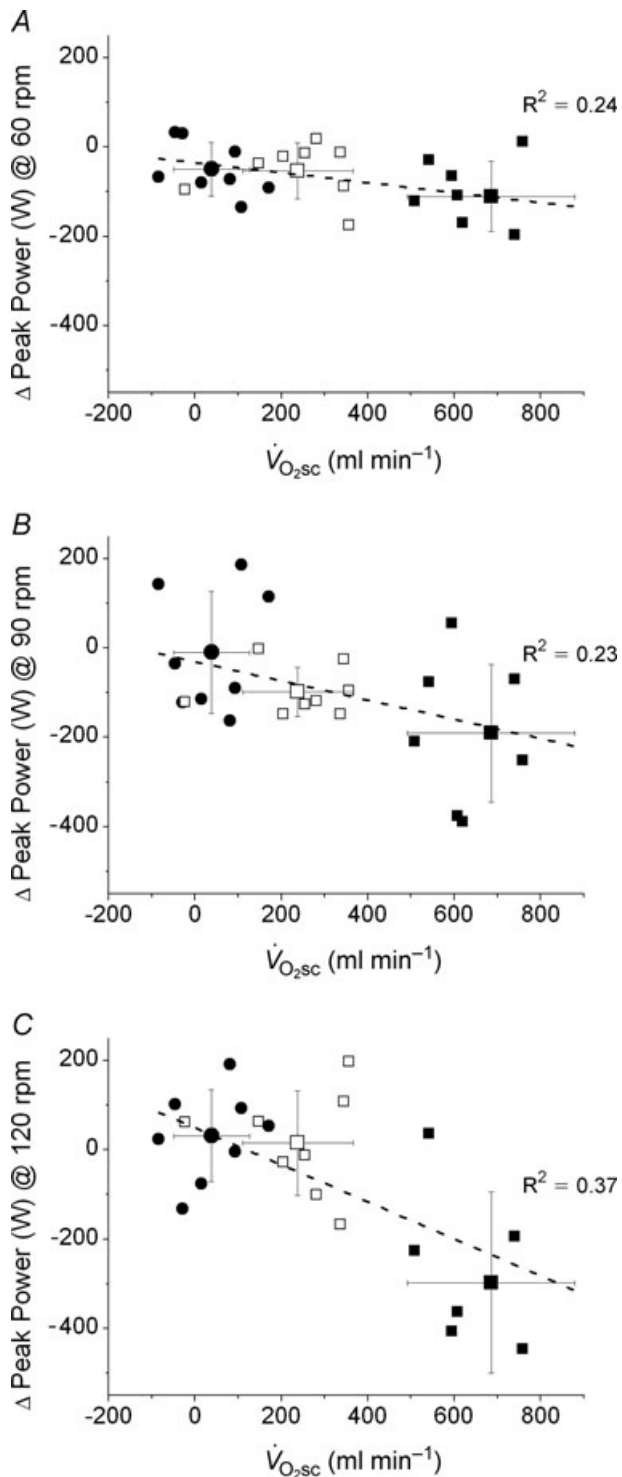 A
200
R² = 0.24
0
-200
-400
Δ Peak Power (W) @ 60 rpm
-200 0 200 400 600 800
V̇O₂sc (ml min⁻¹)
B
200
0
R² = 0.23
-200
-400
Δ Peak Power (W) @ 90 rpm
-200 0 200 400 600 800
V̇O₂sc (ml min⁻¹)
C
200
0
R² = 0.37
-200
-400
Δ Peak Power (W) @ 120 rpm
-200 0 200 400 600 800
V̇O₂sc (ml min⁻¹)